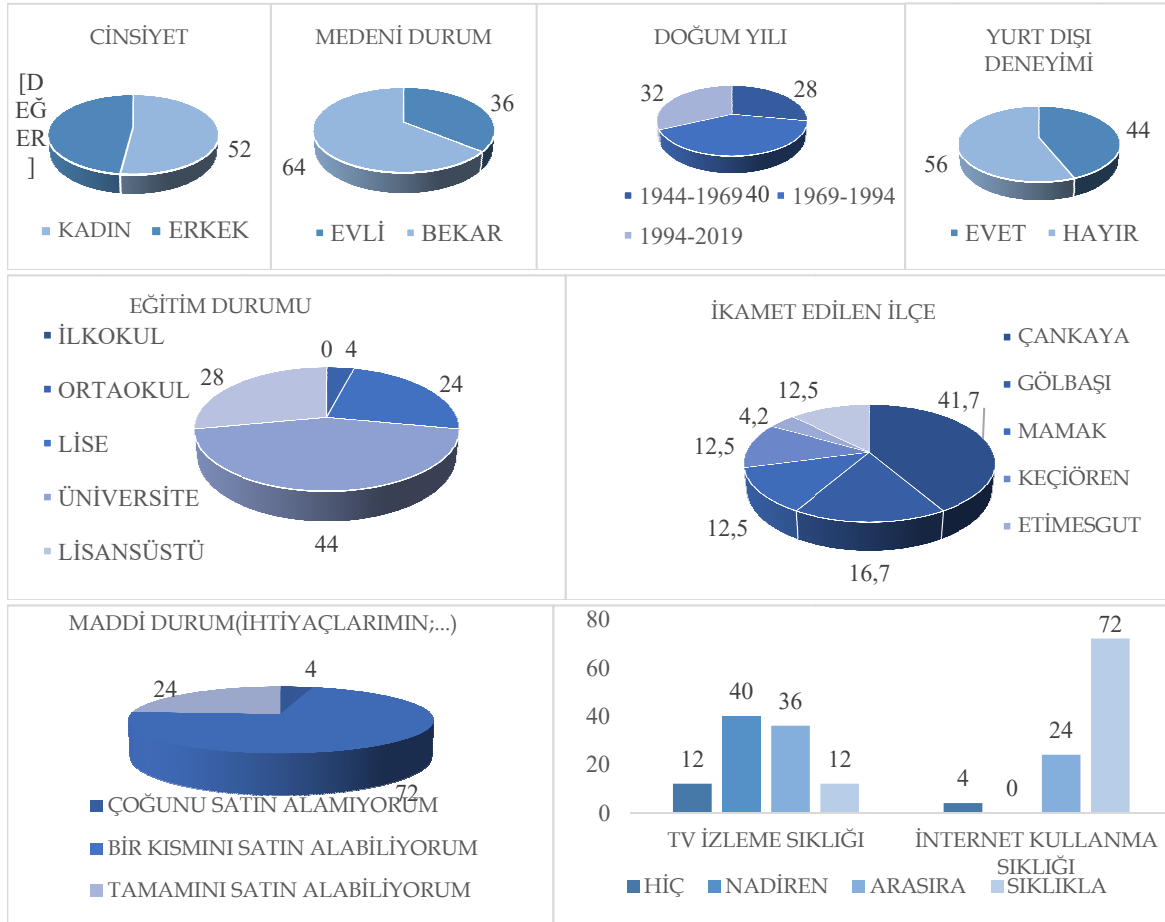 CİNSİYET
[D
EĞ
ER
]
52
KADIN ERKEK
MEDENİ DURUM
36
64
EVLİ BEKAR
DOĞUM YILI
32
28
40
1944-1969 1969-1994
1994-2019
YURT DIŞI
DENEYİMİ
44
56
EVET HAYIR
EĞİTİM DURUMU
İLKOKUL
ORTAOKUL
LİSE
ÜNİVERSİTE
LİSANSÜSTÜ
0
4
24
28
44
İKAMET EDİLEN İLÇE
ÇANKAYA
GÖLBAŞI
MAMAK
KEÇİÖREN
ETİMESGUT
12,5
41,7
4,2
12,5
12,5
16,7
MADDİ DURUM(İHTİYAÇLARIMIN;...)
4
24
72
ÇOĞUNU SATIN ALAMIYORUM
BİR KISMINI SATIN ALABİLİYORUM
TAMAMINI SATIN ALABİLİYORUM
80
60
40
20
0
12
40
36
12
4
0
24
72
TV İZLEME SIKLIĞI
İNTERNET KULLANMA
SIKLIĞI
HİÇ NADİREN ARASIRA SIKLIKLA